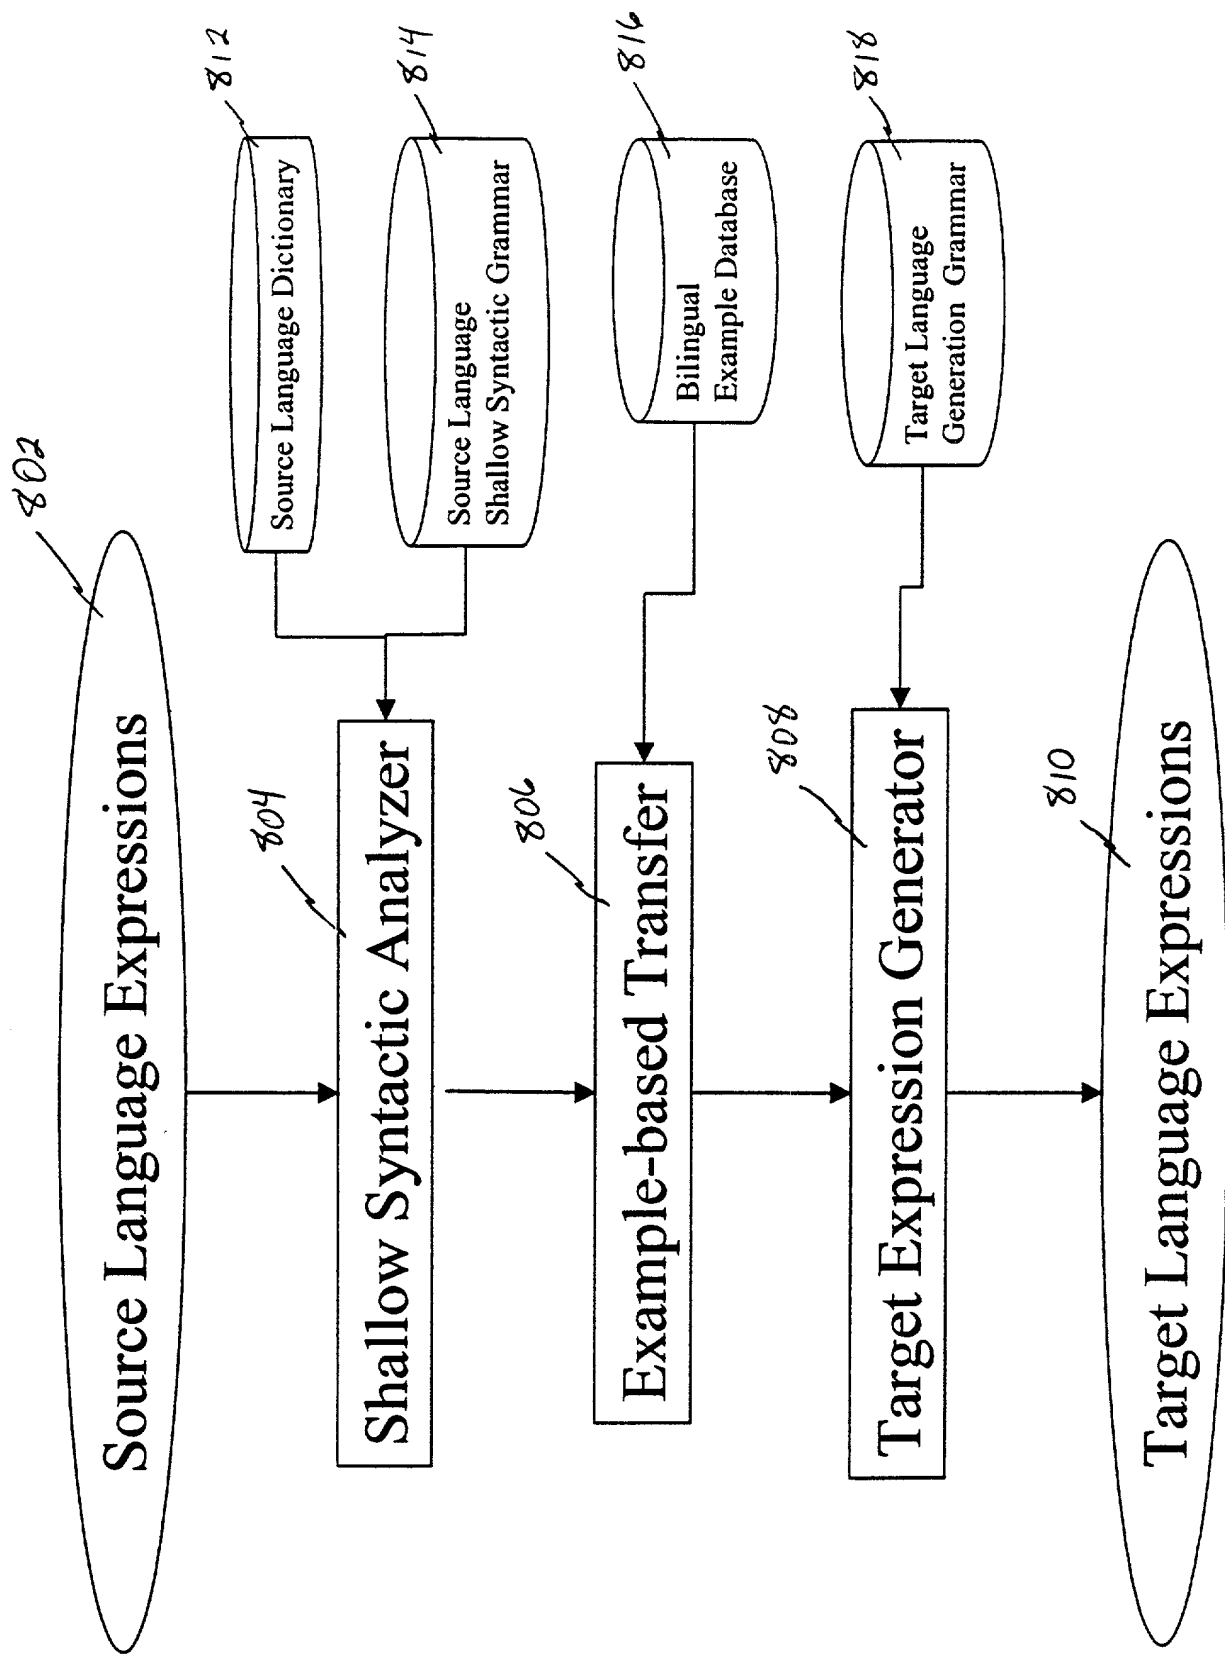 802
Source Language Expressions
812
Source Language Dictionary
804
Shallow Syntactic Analyzer
814
Source Language
Shallow Syntactic Grammar
806
Example-based Transfer
816
Bilingual
Example Database
808
Target Expression Generator
818
Target Language
Generation Grammar
810
Target Language Expressions